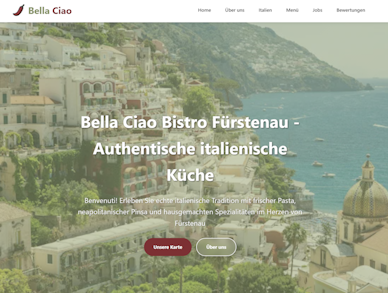 Bella Ciao
Home Über uns Italien Menü Jobs Bewertungen
Bella Ciao Bistro Fürstenau -
Authentische italienische
Küche
Benvenuti! Erleben Sie echte italienische Tradition mit frischer Pasta,
neapolitanischer Pinsa und hausgemachten Spezialitäten im Herzen von
Fürstenau
Unsere Karte Über uns